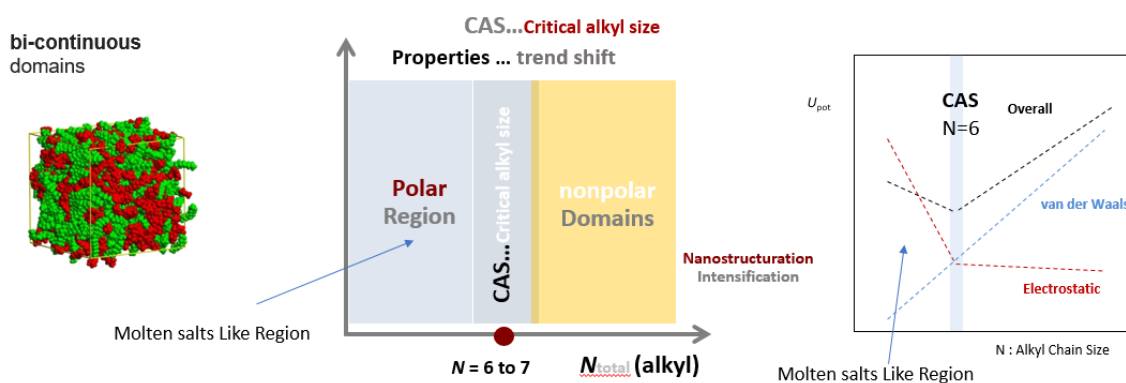 bi-continuous
domains
CAS...Critical alkyl size
Properties ... trend shift
Polar
Region
CAS...Critical alkyl size
nonpolar
Domains
Nanostructuration
Intensification
Molten salts Like Region
N = 6 to 7
Ntotal (alkyl)
Upot
CAS
N=6
Overall
van der Waals
Electrostatic
N : Alkyl Chain Size
Molten salts Like Region